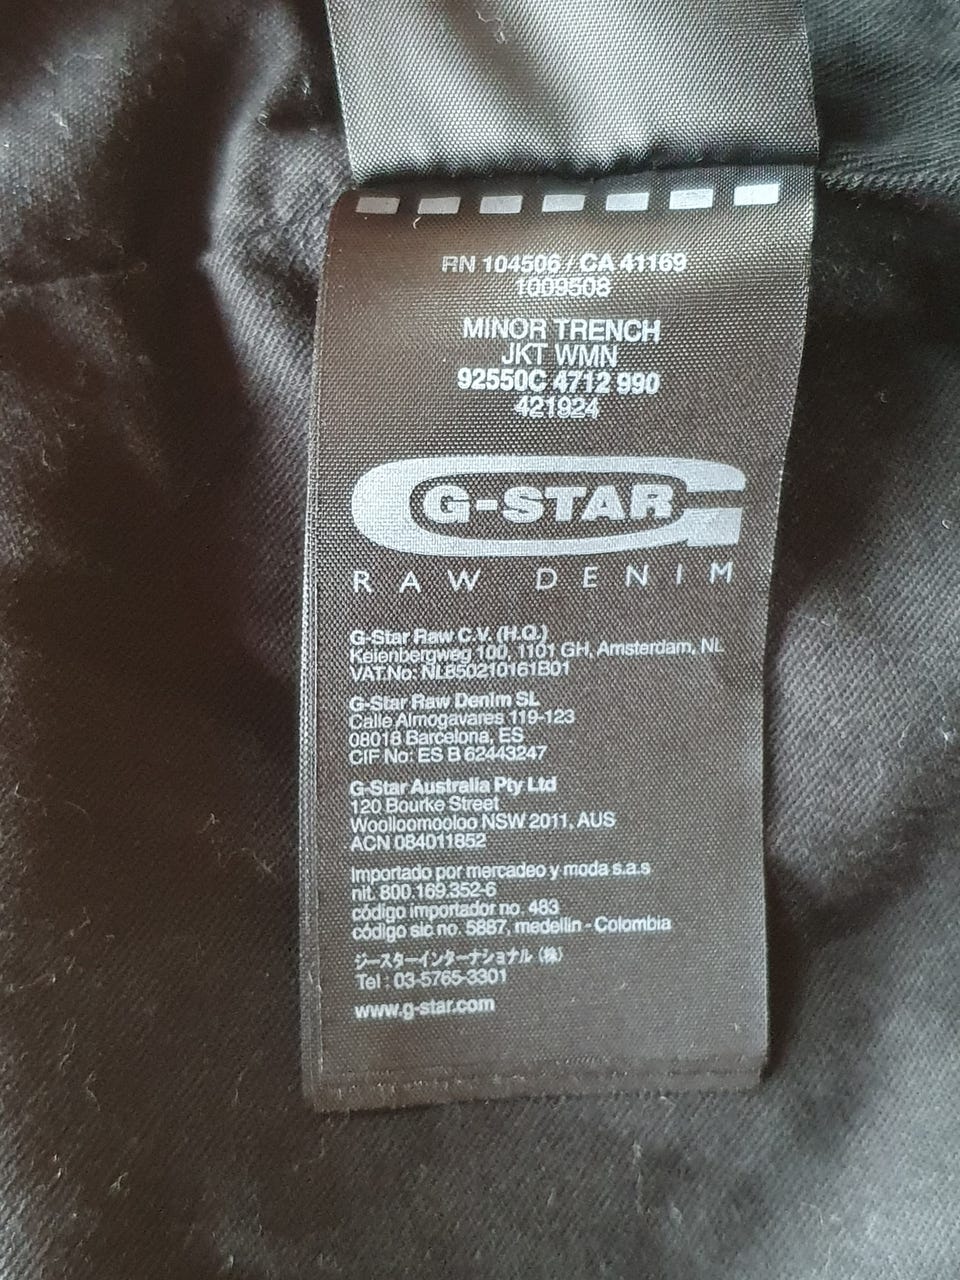 RN 104506 / CA 41169
1009508
MINOR TRENCH
JKT WMN
92550C 4712 990
421924
G-STAR
RAW DENIM
G-Star Raw C.V. (H.Q.)
Keienbergweg 100, 1101 GH, Amsterdam, NL
VAT.No: NL850210161B01
G-Star Raw Denim SL
Calle Almogavares 119-123
08018 Barcelona, ES
CIF No: ES B 62443247
G-Star Australia Pty Ltd
120 Bourke Street
Woolloomooloo NSW 2011, AUS
ACN 084011852
Importado por mercadeo y moda s.a.s
nit. 800.169.352-6
código importador no. 483
código sic no. 5887, medellin - Colombia
ジースターインターナショナル（株）
Tel : 03-5765-3301
www.g-star.com